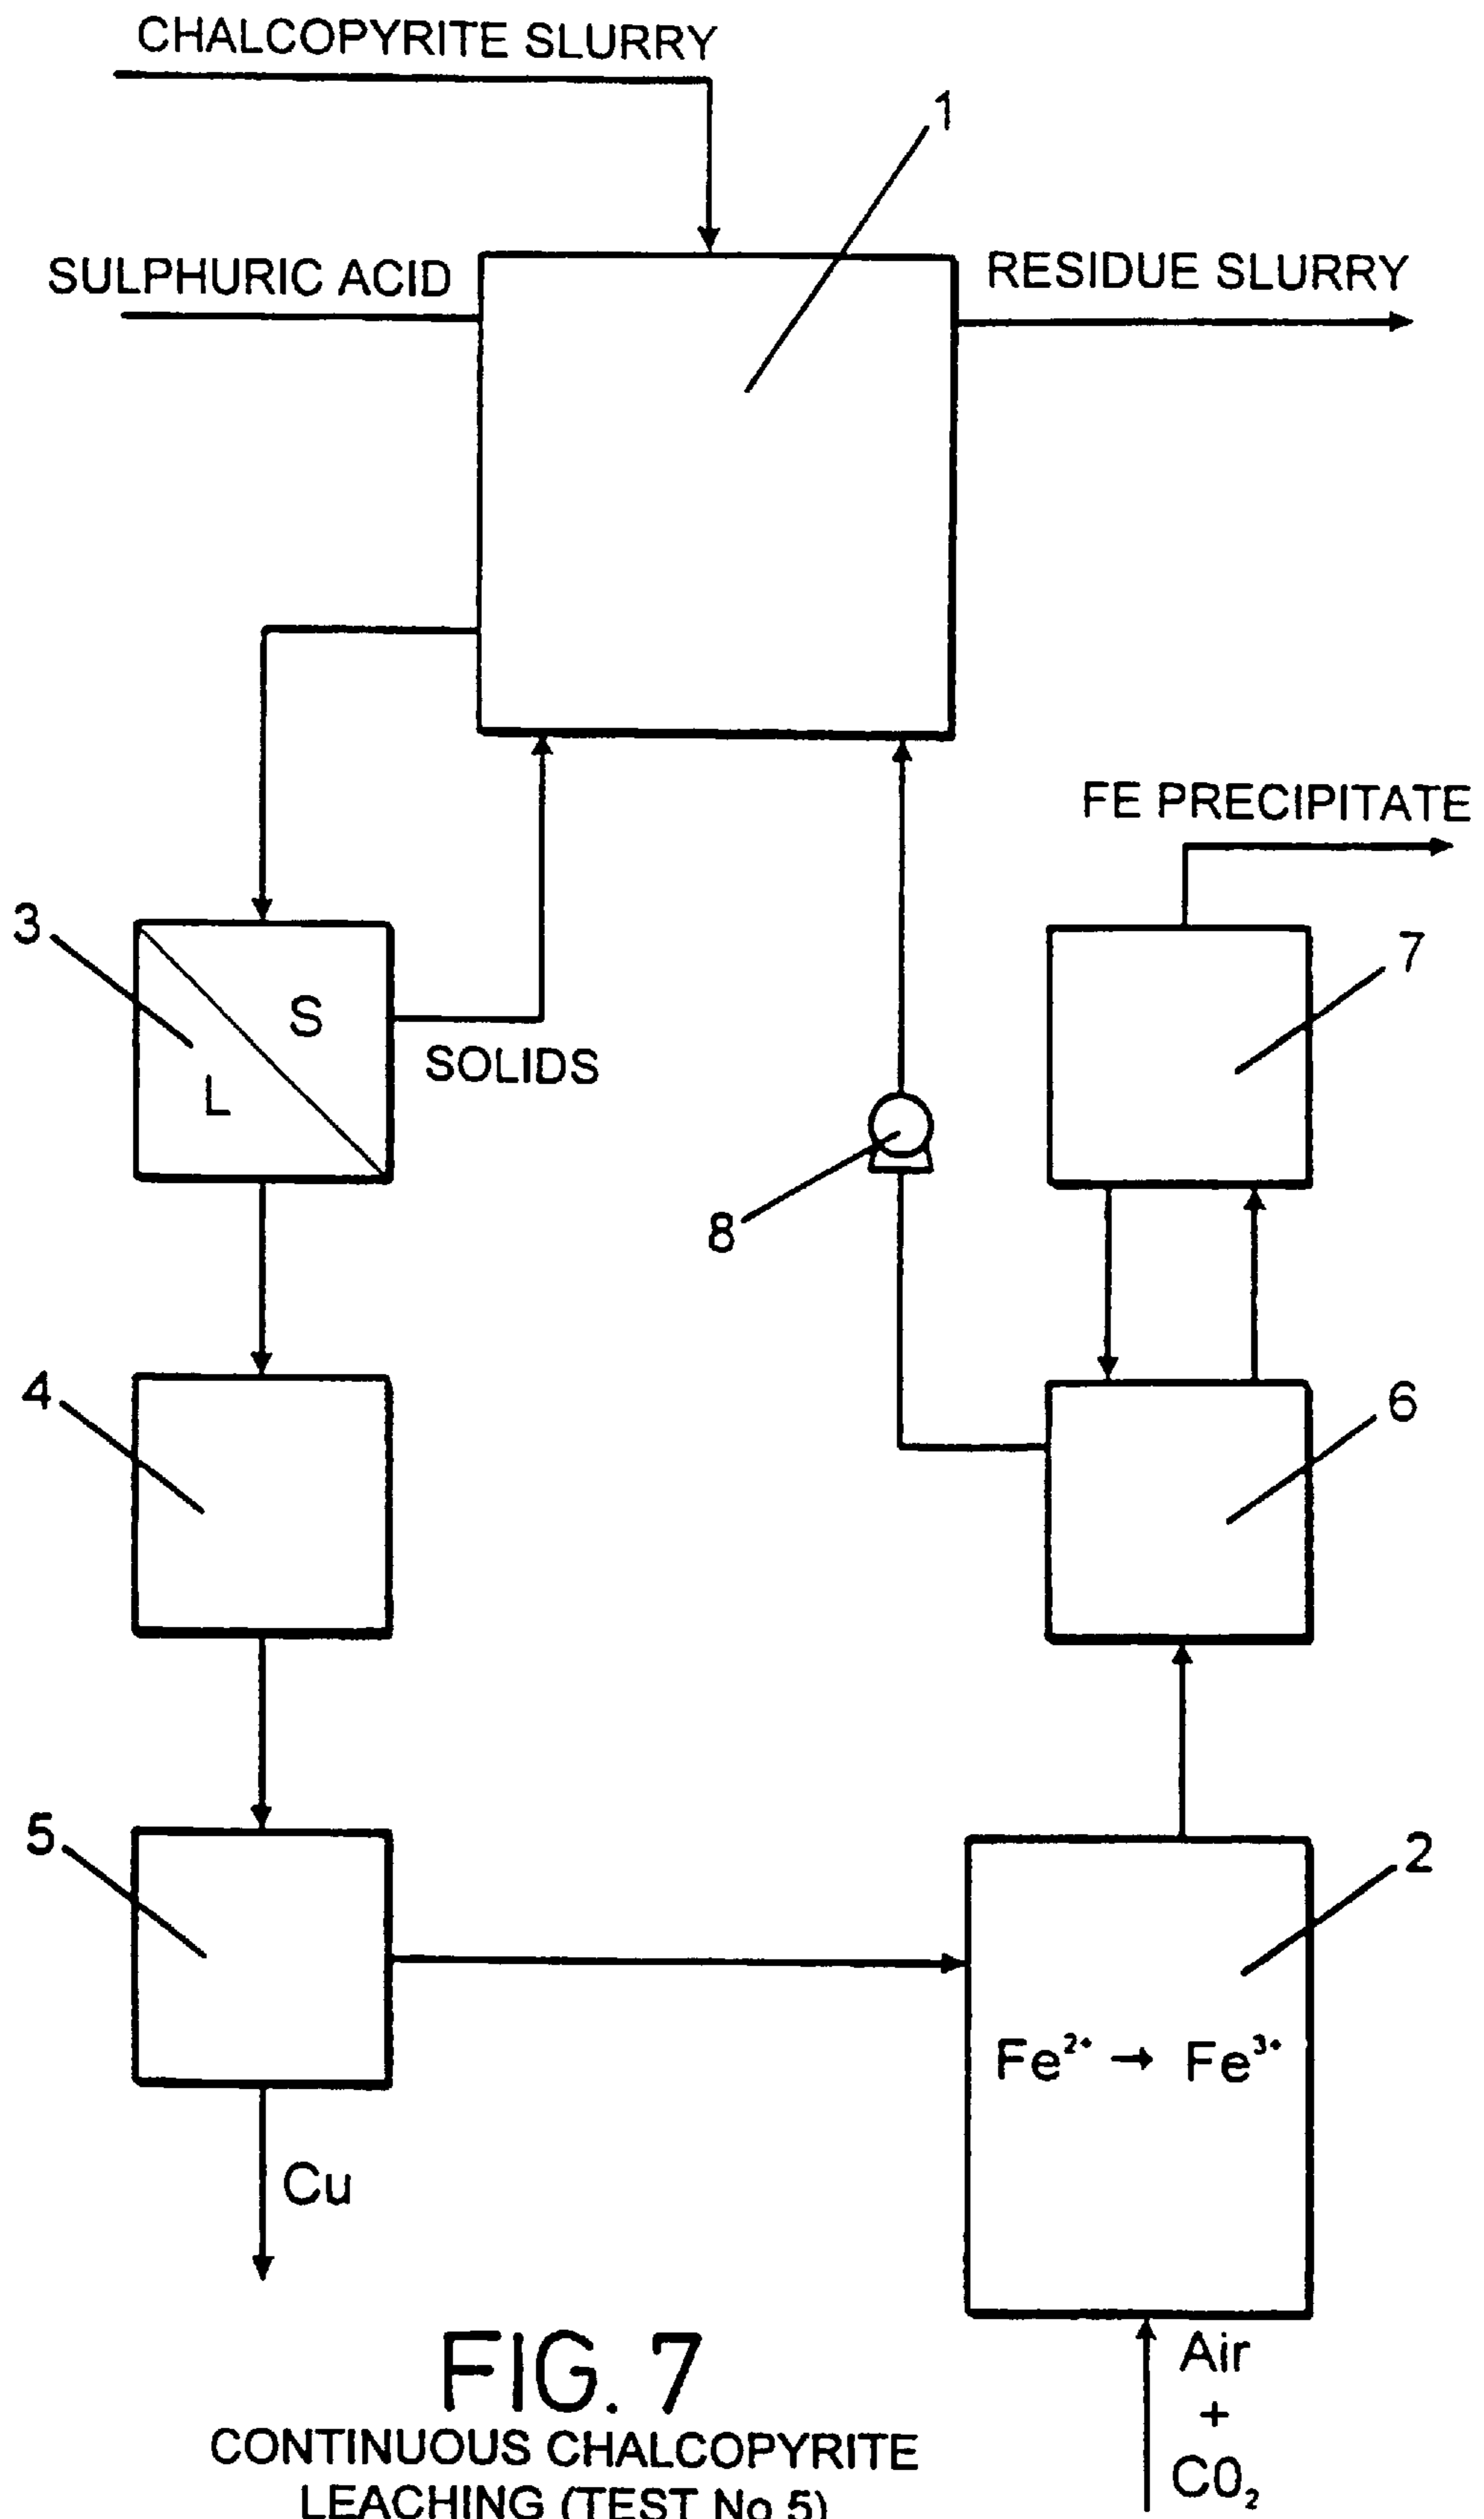 CHALCOPYRITE SLURRY
1
SULPHURIC ACID
RESIDUE SLURRY
FE PRECIPITATE
3
S
L
SOLIDS
7
8
4
6
5
2
Fe²⁺ → Fe³⁺
Cu
Air
+
CO₂
FIG. 7
CONTINUOUS CHALCOPYRITE
LEACHING (TEST No 5)